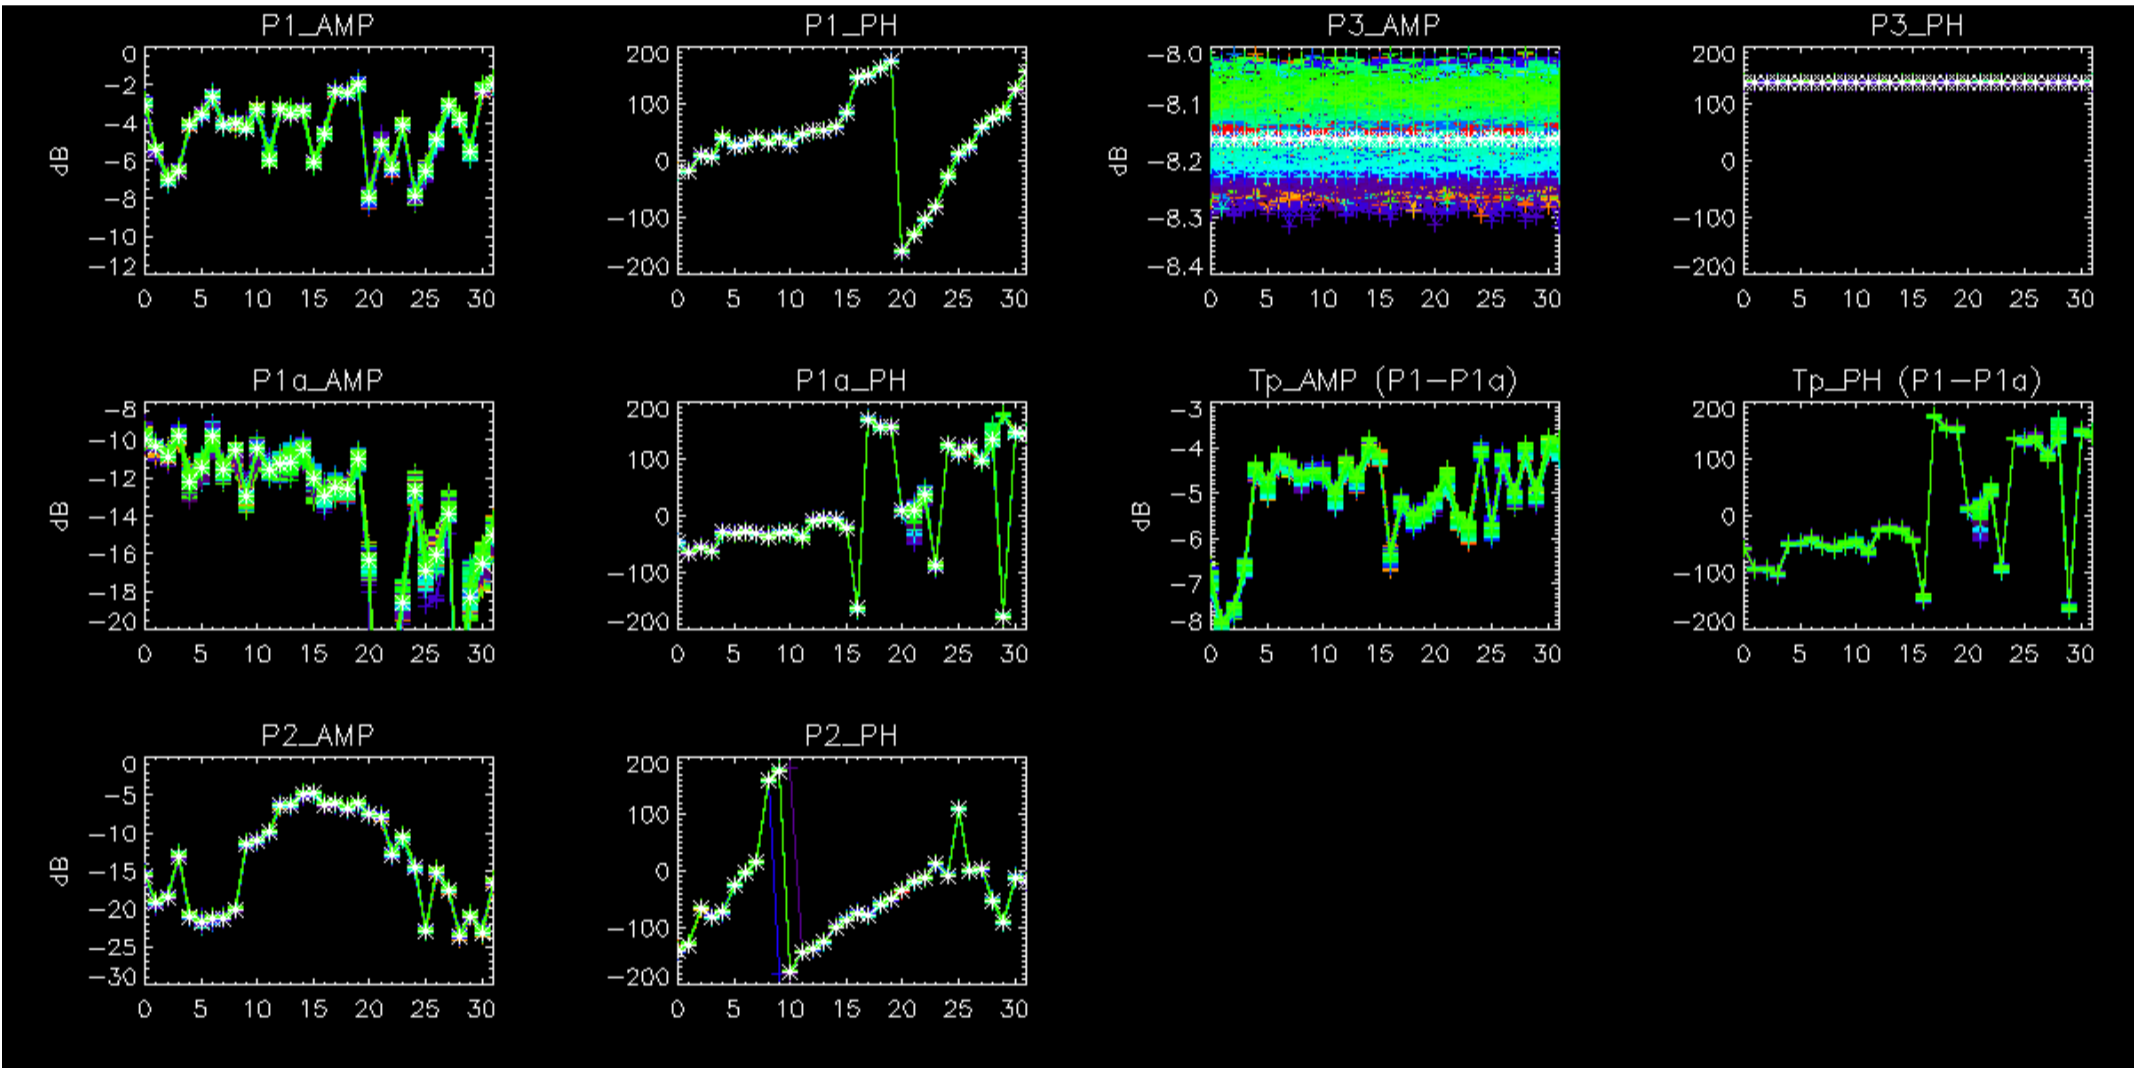 P1_AMP
0
−2
−4
−6
−8
−10
−12
dB
0 5 10 15 20 25 30
P1_PH
200
100
0
−100
−200
0 5 10 15 20 25 30
P3_AMP
−8.0
−8.1
−8.2
−8.3
−8.4
dB
0 5 10 15 20 25 30
P3_PH
200
100
0
−100
−200
0 5 10 15 20 25 30
P1a_AMP
−8
−10
−12
−14
−16
−18
−20
dB
0 5 10 15 20 25 30
P1a_PH
200
100
0
−100
−200
0 5 10 15 20 25 30
Tp_AMP (P1−P1a)
−3
−4
−5
−6
−7
−8
dB
0 5 10 15 20 25 30
Tp_PH (P1−P1a)
200
100
0
−100
−200
0 5 10 15 20 25 30
P2_AMP
0
−5
−10
−15
−20
−25
−30
dB
0 5 10 15 20 25 30
P2_PH
200
100
0
−100
−200
0 5 10 15 20 25 30